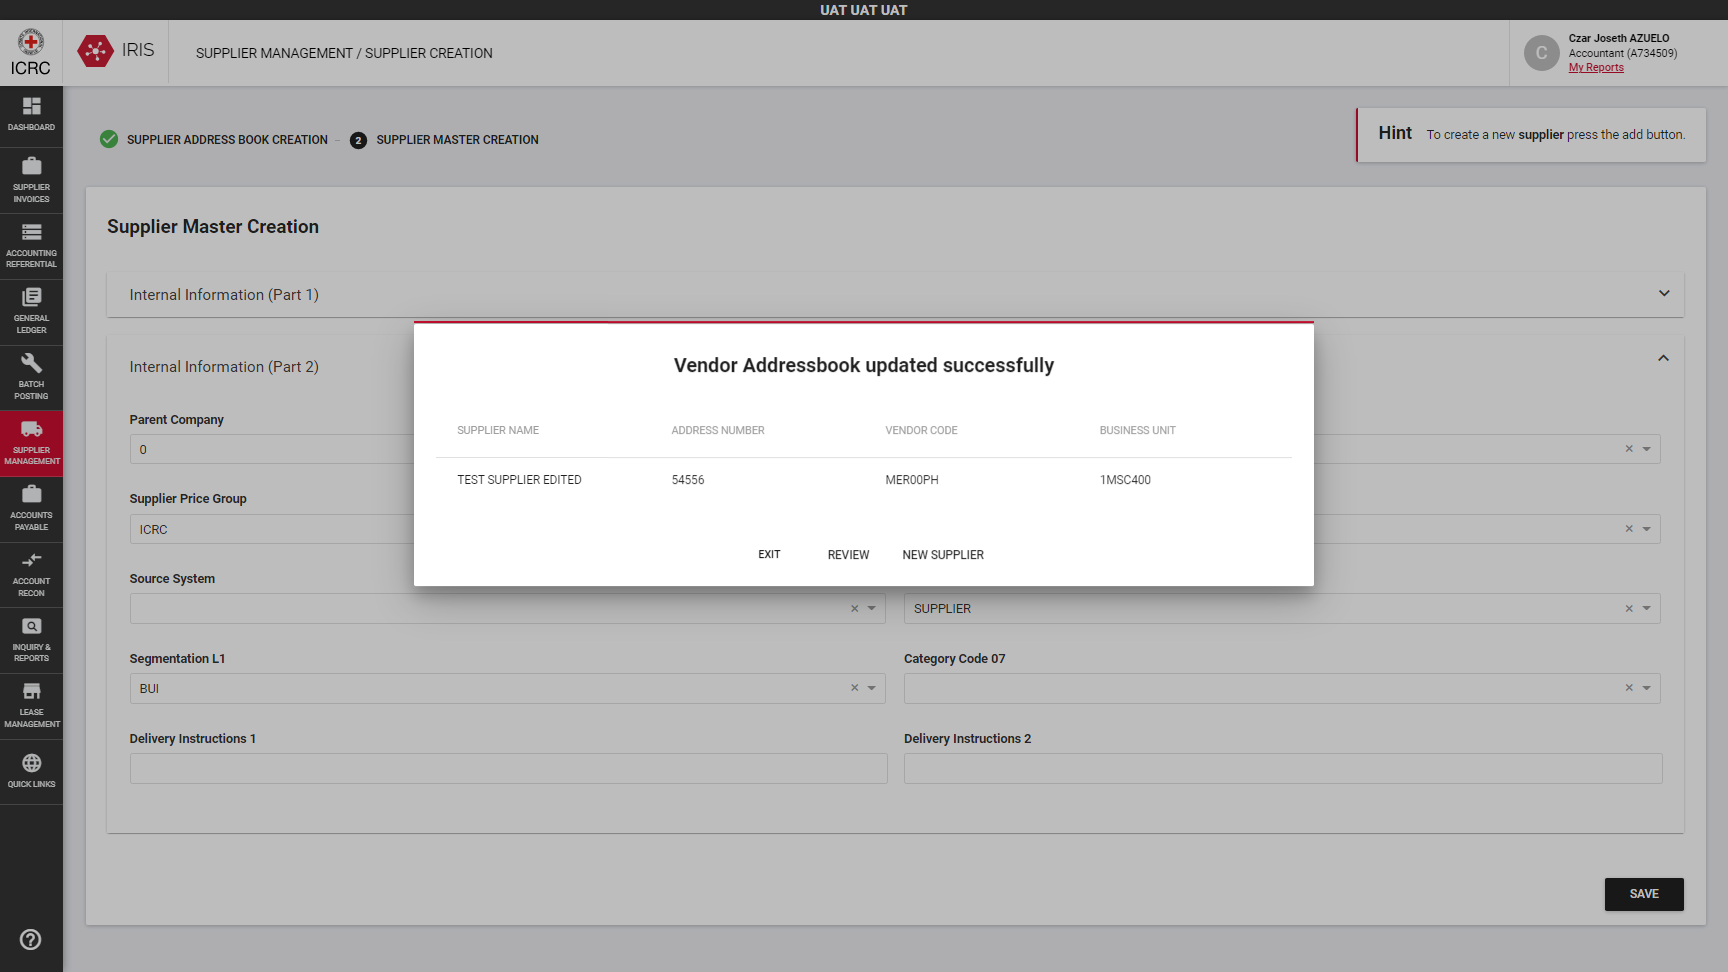 UAT UAT UAT
ICRC
IRIS
SUPPLIER MANAGEMENT / SUPPLIER CREATION
C
Czar Joseth AZUELO
Accountant (A734509)
My Reports
DASHBOARD
SUPPLIER
INVOICES
ACCOUNTING
REFERENTIAL
GENERAL
LEDGER
BATCH
POSTING
SUPPLIER
MANAGEMENT
ACCOUNTS
PAYABLE
ACCOUNT
RECON
INQUIRY &
REPORTS
LEASE
MANAGEMENT
QUICK LINKS
SUPPLIER ADDRESS BOOK CREATION
2 SUPPLIER MASTER CREATION
Hint To create a new supplier press the add button.
Supplier Master Creation
Internal Information (Part 1)
Internal Information (Part 2)
Parent Company
0
Supplier Price Group
ICRC
Source System
SUPPLIER
Segmentation L1
BUI
Category Code 07
Delivery Instructions 1
Delivery Instructions 2
SAVE
Vendor Addressbook updated successfully
SUPPLIER NAME ADDRESS NUMBER VENDOR CODE BUSINESS UNIT
TEST SUPPLIER EDITED 54556 MER00PH 1MSC400
EXIT REVIEW NEW SUPPLIER